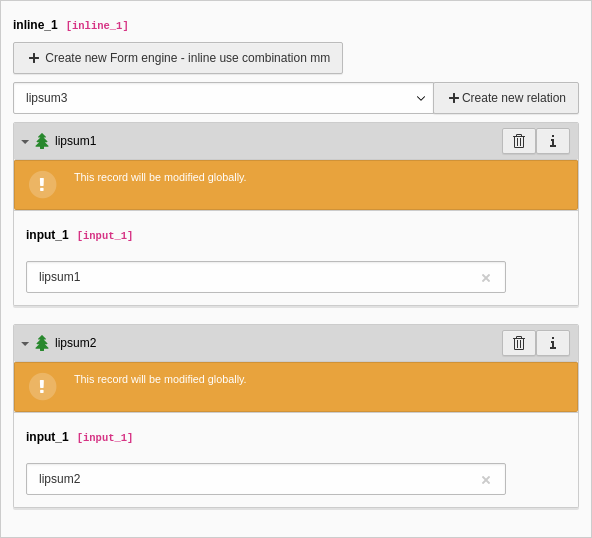 inline_1 [inline_1]
Create new Form engine - inline use combination mm
lipsum3
Create new relation
lipsum1
This record will be modified globally.
input_1 [input_1]
lipsum1
lipsum2
This record will be modified globally.
input_1 [input_1]
lipsum2